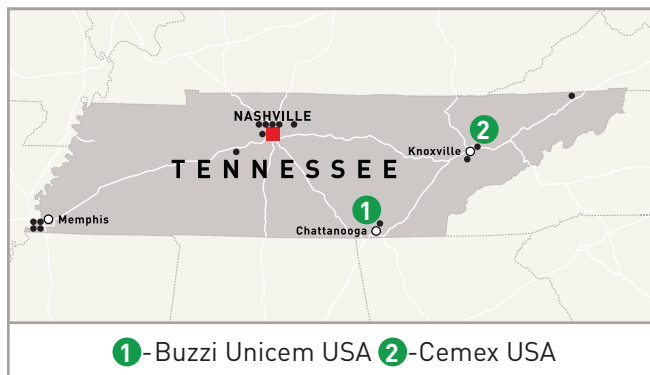 NASHVILLE
2
Knoxville
TENNESSEE
1
Memphis
Chattanooga
1-Buzzi Unicem USA 2-Cemex USA